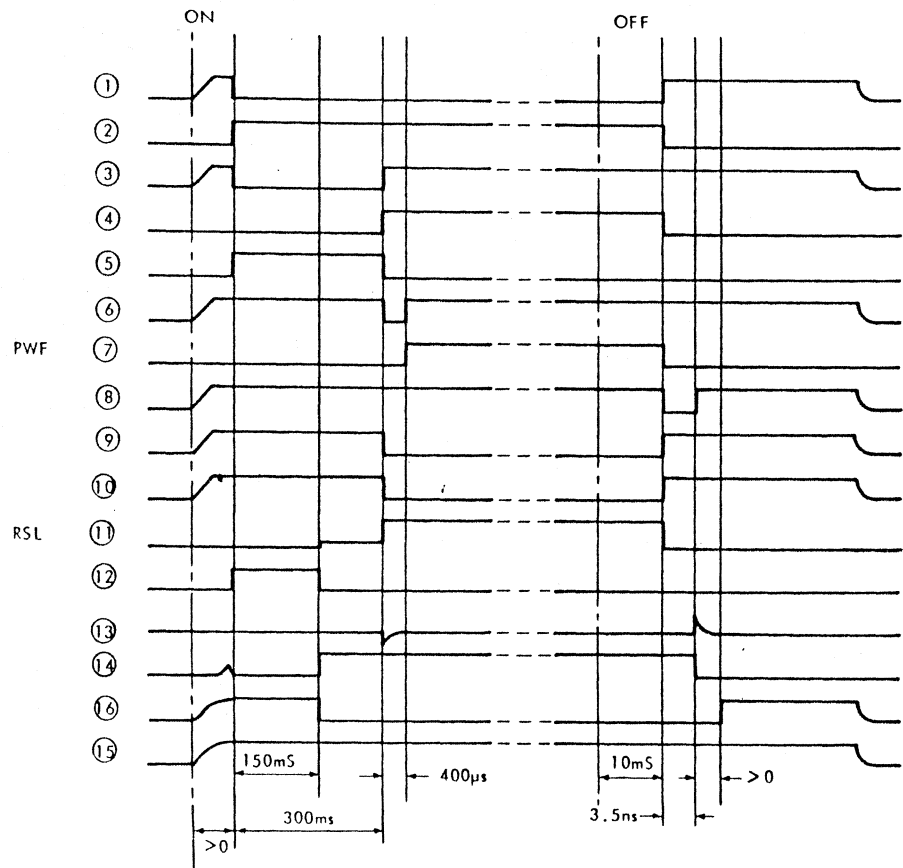 ON
OFF
①
②
③
④
⑤
⑥
PWF ⑦
⑧
⑨
⑩
RSL ⑪
⑫
⑬
⑭
⑯
⑮
150mS
400µs
10mS
>0
300ms
3.5ns
>0